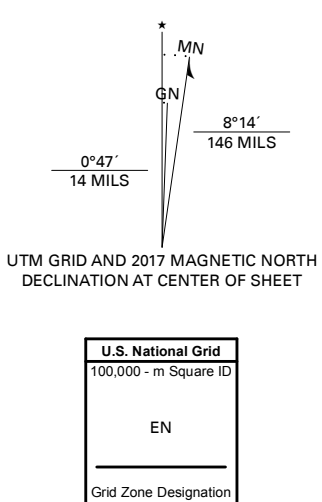 MN
GN
8°14´
146 MILS
0°47´
14 MILS
UTM GRID AND 2017 MAGNETIC NORTH
DECLINATION AT CENTER OF SHEET
U.S. National Grid
100,000 - m Square ID
EN
Grid Zone Designation